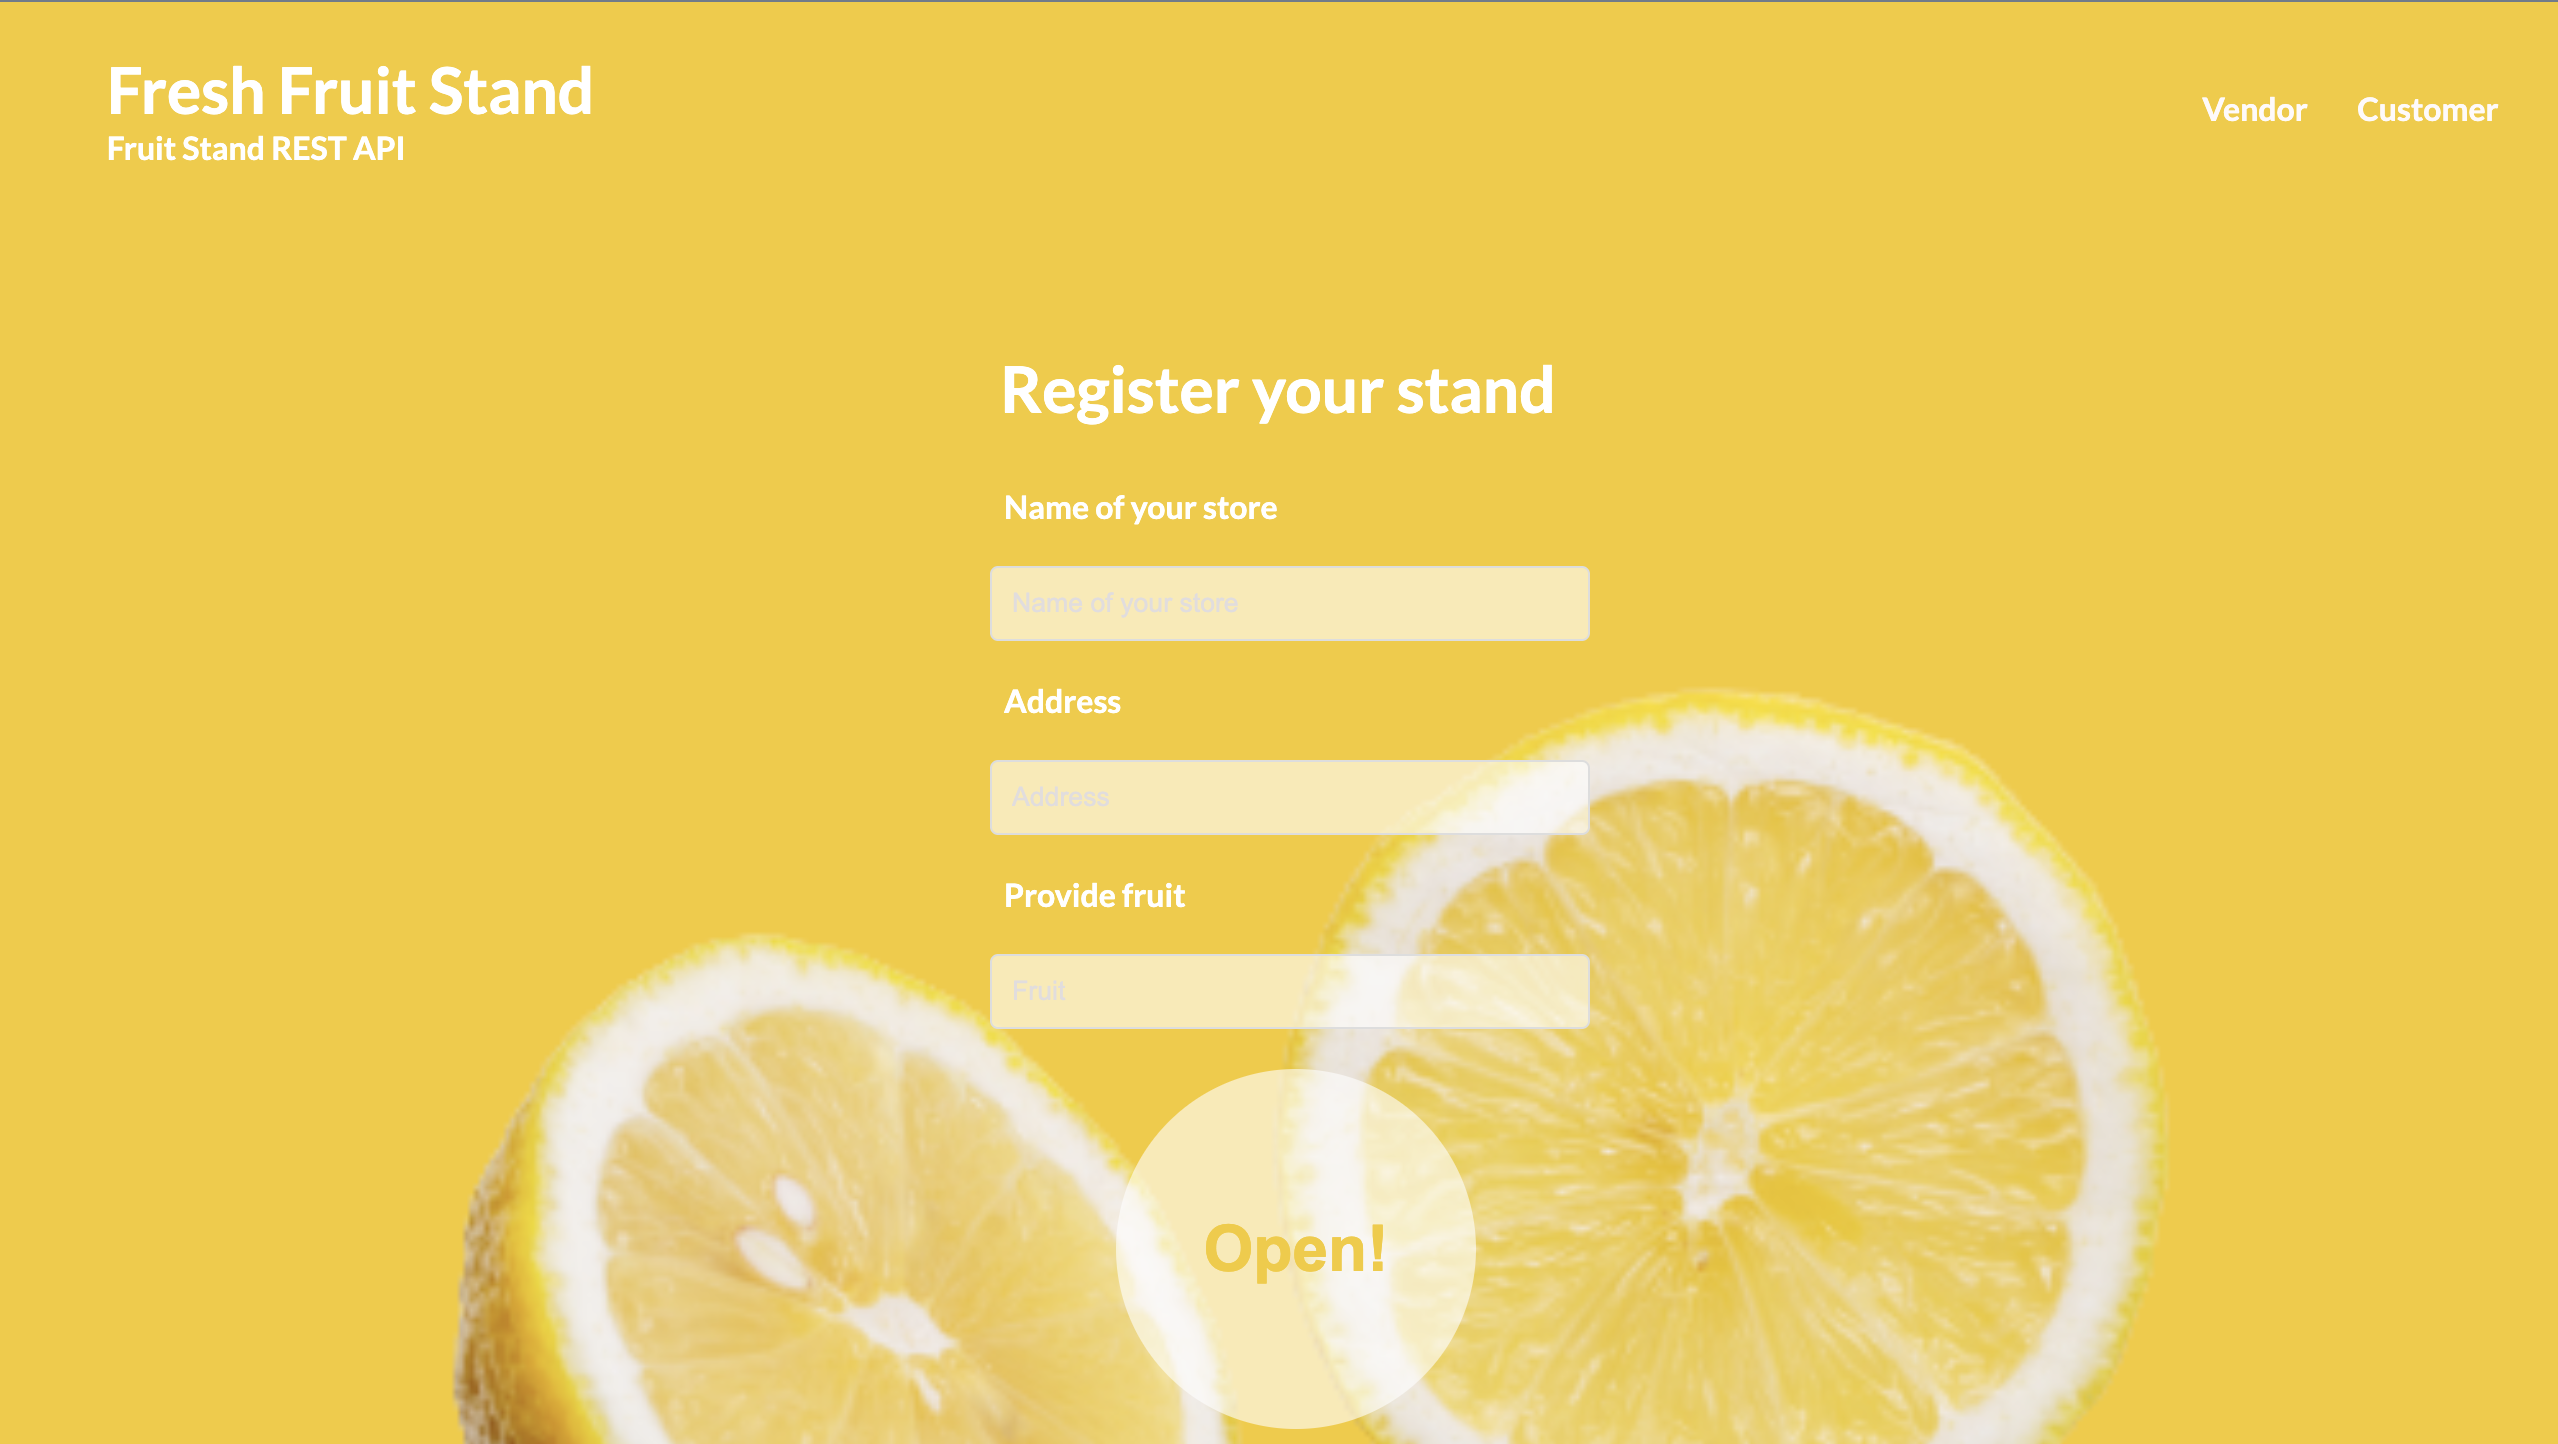 Fresh Fruit Stand
Fruit Stand REST API
Vendor
Customer
Register your stand
Name of your store
Name of your store
Address
Address
Provide fruit
Fruit
Open!